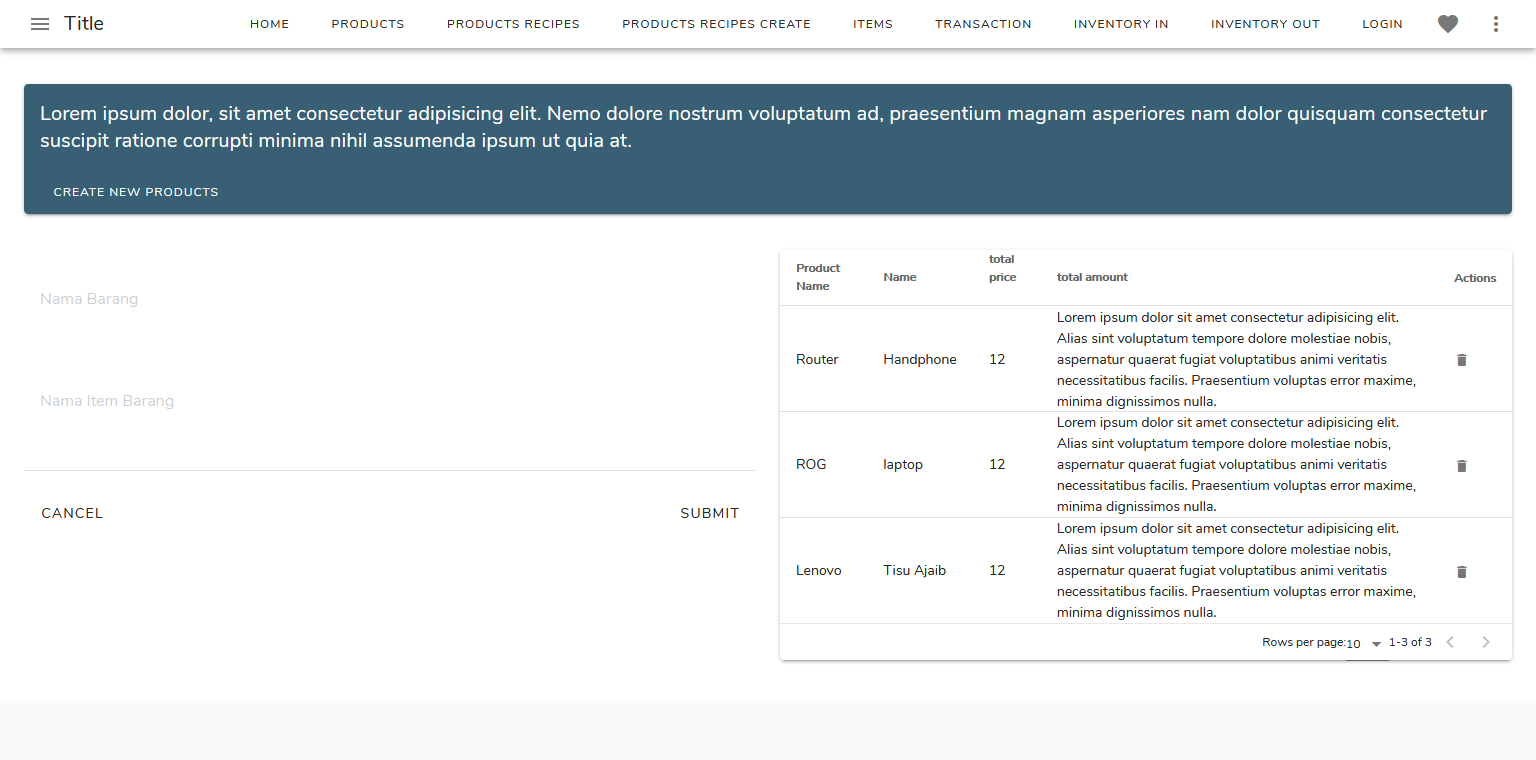 Title HOME PRODUCTS PRODUCTS RECIPES PRODUCTS RECIPES CREATE ITEMS TRANSACTION INVENTORY IN INVENTORY OUT LOGIN
Lorem ipsum dolor, sit amet consectetur adipisicing elit. Nemo dolore nostrum voluptatum ad, praesentium magnam asperiores nam dolor quisquam consectetur
suscipit ratione corrupti minima nihil assumenda ipsum ut quia at.
CREATE NEW PRODUCTS
Nama Barang
Nama Item Barang
CANCEL SUBMIT
Product
Name
Name
total
price
total amount
Actions
Router
Handphone
12
Lorem ipsum dolor sit amet consectetur adipisicing elit.
Alias sint voluptatum tempore dolore molestiae nobis,
aspernatur quaerat fugiat voluptatibus animi veritatis
necessitatibus facilis. Praesentium voluptas error maxime,
minima dignissimos nulla.
ROG
laptop
12
Lorem ipsum dolor sit amet consectetur adipisicing elit.
Alias sint voluptatum tempore dolore molestiae nobis,
aspernatur quaerat fugiat voluptatibus animi veritatis
necessitatibus facilis. Praesentium voluptas error maxime,
minima dignissimos nulla.
Lenovo
Tisu Ajaib
12
Lorem ipsum dolor sit amet consectetur adipisicing elit.
Alias sint voluptatum tempore dolore molestiae nobis,
aspernatur quaerat fugiat voluptatibus animi veritatis
necessitatibus facilis. Praesentium voluptas error maxime,
minima dignissimos nulla.
Rows per page: 10 1-3 of 3